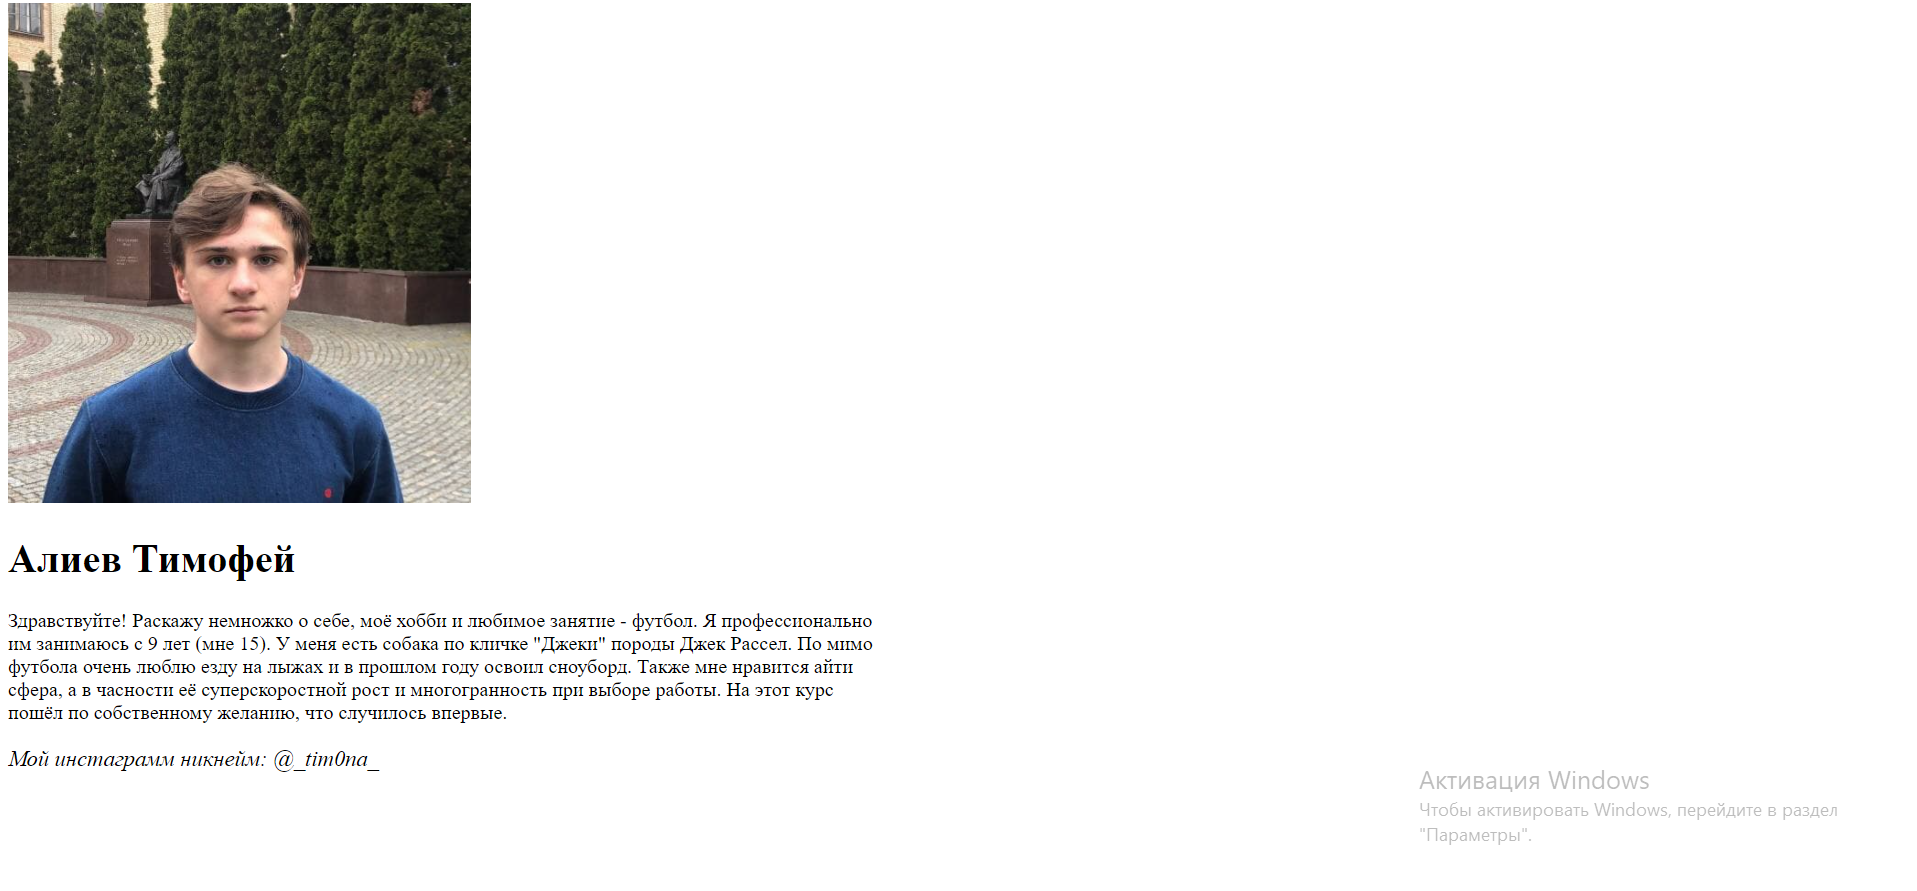 Алиев Тимофей
Здравствуйте! Раскажу немножко о себе, моё хобби и любимое занятие - футбол. Я профессионально
им занимаюсь с 9 лет (мне 15). У меня есть собака по кличке "Джеки" породы Джек Рассел. По мимо
футбола очень люблю езду на лыжах и в прошлом году освоил сноуборд. Также мне нравится айти
сфера, а в часности её суперскоростной рост и многогранность при выборе работы. На этот курс
пошёл по собственному желанию, что случилось впервые.
Мой инстаграмм никнейм: @_tim0na_
Активация Windows
Чтобы активировать Windows, перейдите в раздел
"Параметры".